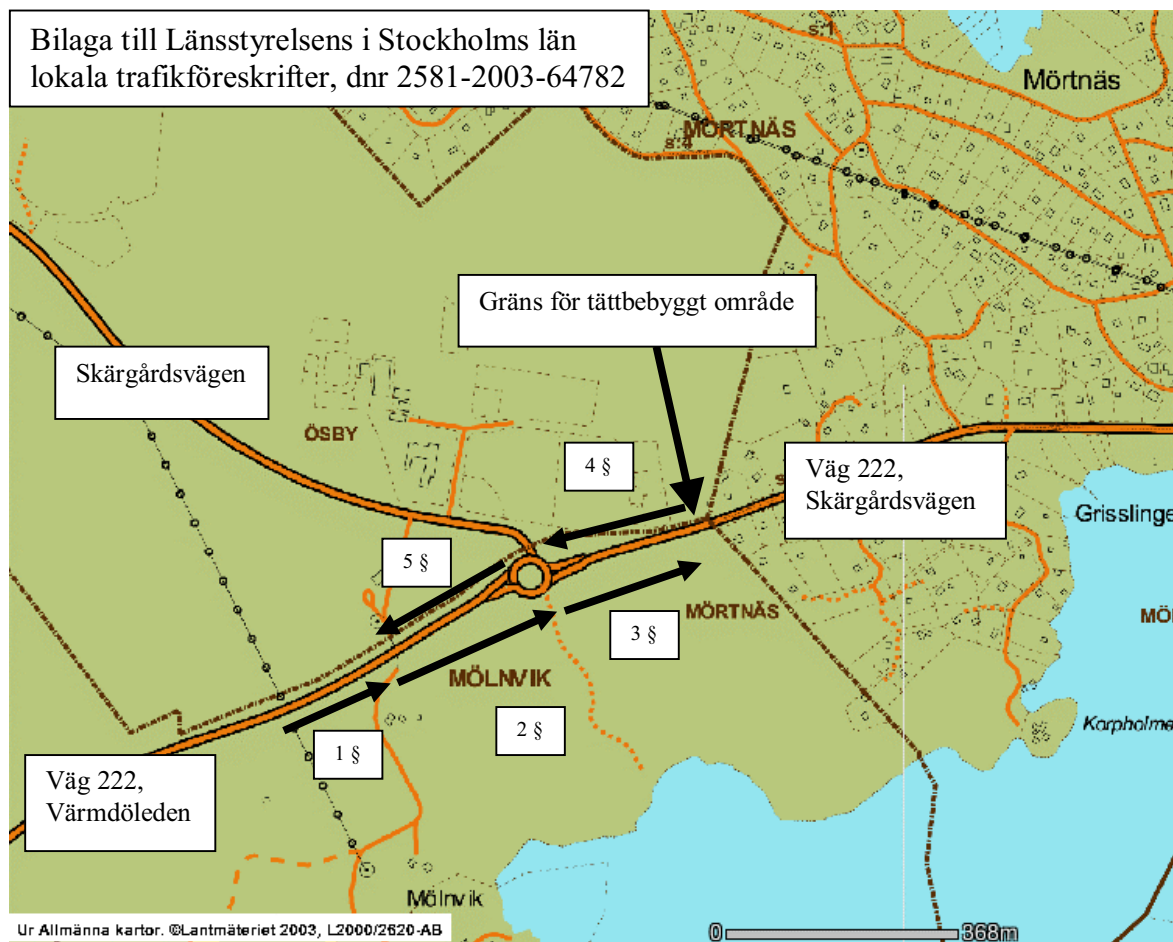 Bilaga till Länsstyrelsens i Stockholms län
lokala trafikföreskrifter, dnr 2581-2003-64782
s:1
Mörtnäs
MÖRTNÄS
s:4
Gräns för tättbebyggt område
Skärgårdsvägen
ÖSBY
4 §
Väg 222,
Skärgårdsvägen
Grisslinge
5 §
3 §
MÖRTNÄS
MÖ
MÖLNVIK
2 §
Korpholme
1 §
Väg 222,
Värmdöleden
Mölnvik
Ur Allmänna kartor. ©Lantmäteriet 2003, L2000/2620-AB
0 368m